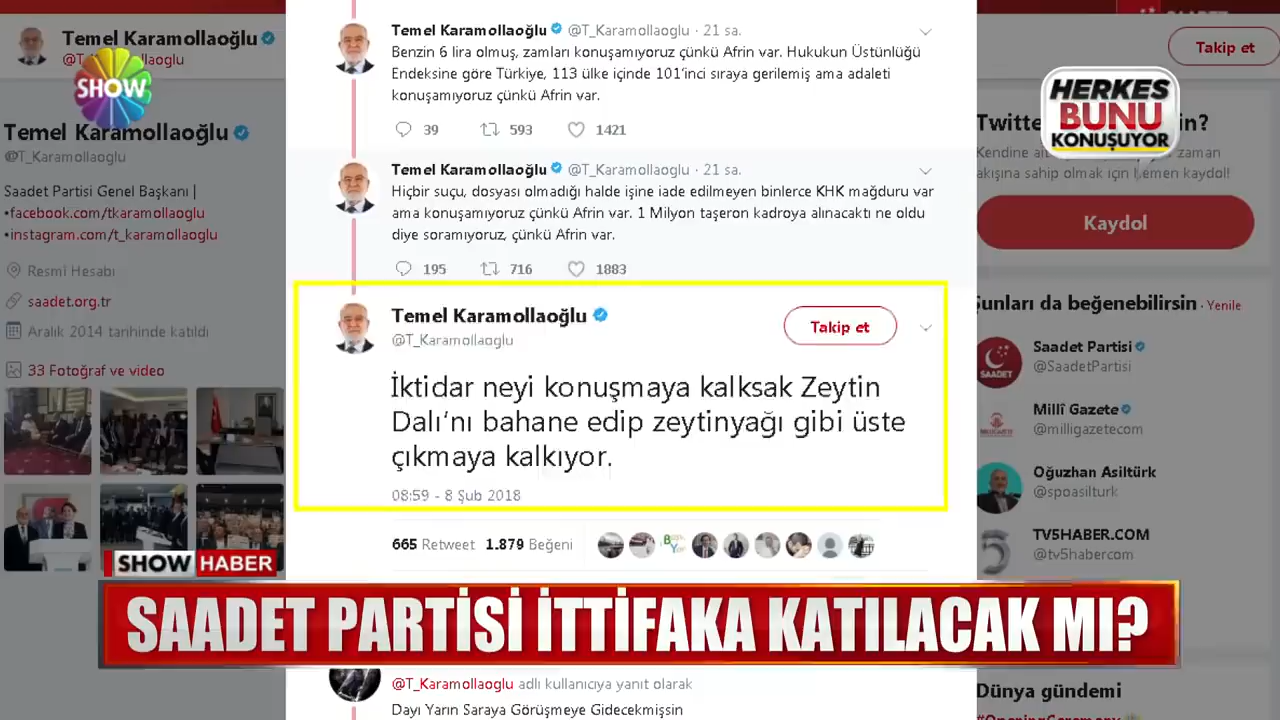 Temel Karamollaoğlu
@T_Karamollaoglu
SHOW
Temel Karamollaoğlu
@T_Karamollaoglu
Saadet Partisi Genel Başkanı |
•facebook.com/tkaramollaoglu
•instagram.com/t_karamollaoglu
Resmî Hesabı
saadet.org.tr
Aralık 2014 tarihinde katıldı
33 Fotoğraf ve video
Temel Karamollaoğlu @T_Karamollaoglu · 21 sa.
Benzin 6 lira olmuş, zamları konuşamıyoruz çünkü Afrin var. Hukukun Üstünlüğü
Endeksine göre Türkiye, 113 ülke içinde 101'inci sıraya gerilemiş ama adaleti
konuşamıyoruz çünkü Afrin var.
39 593 1421
Temel Karamollaoğlu @T_Karamollaoglu · 21 sa.
Hiçbir suçu, dosyası olmadığı halde işine iade edilmeyen binlerce KHK mağduru var
ama konuşamıyoruz çünkü Afrin var. 1 Milyon taşeron kadroya alınacaktı ne oldu
diye soramıyoruz, çünkü Afrin var.
195 716 1883
Temel Karamollaoğlu
@T_Karamollaoglu
Takip et
İktidar neyi konuşmaya kalksak Zeytin
Dalı'nı bahane edip zeytinyağı gibi üste
çıkmaya kalkıyor.
08:59 - 8 Şub 2018
665 Retweet 1.879 Beğeni
@T_Karamollaoglu adlı kullanıcıya yanıt olarak
Dayı Yarın Saraya Görüşmeye Gidecekmişsin
Takip et
HERKES
BUNU
KONUŞUYOR
Kendine zaman
akışına sahip olmak için hemen kaydol!
Kaydol
Şunları da beğenebilirsin · Yenile
SAADET
Saadet Partisi
@SaadetPartisi
Millî Gazete
@milligazetecom
Oğuzhan Asiltürk
@spoasilturk
TV5HABER.COM
@tv5habercom
Dünya gündemi
SHOW HABER
SAADET PARTİSİ İTTİFAKA KATILACAK MI?